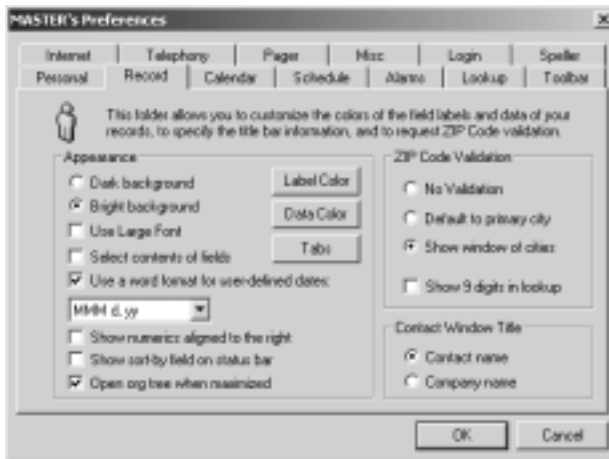 MASTER's Preferences
Internet Telephony Pager Misc Login Speller
Personal Record Calendar Schedule Alarms Lookup Toolbar
This folder allows you to customize the colors of the field labels and data of your
records, to specify the title bar information, and to request ZIP Code validation.
Appearance
Dark background
Label Color
Bright background
Data Color
Use Large Font
Tabs
Select contents of fields
Use a word format for user-defined dates:
MMM d, yy
Show numerics aligned to the right
Show sort-by field on status bar
Open org tree when maximized
ZIP Code Validation
No Validation
Default to primary city
Show window of cities
Show 9 digits in lookup
Contact Window Title
Contact name
Company name
OK Cancel